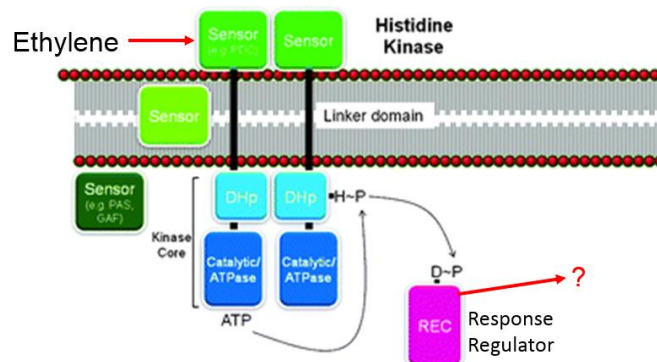 Ethylene
Sensor
(e.g. PDC)
Sensor
Histidine
Kinase
Sensor
Linker domain
Sensor
(e.g. PAS,
GAF)
DHp
DHp
H~P
Kinase
Core
Catalytic/
ATPase
Catalytic/
ATPase
ATP
D~P
?
REC
Response
Regulator